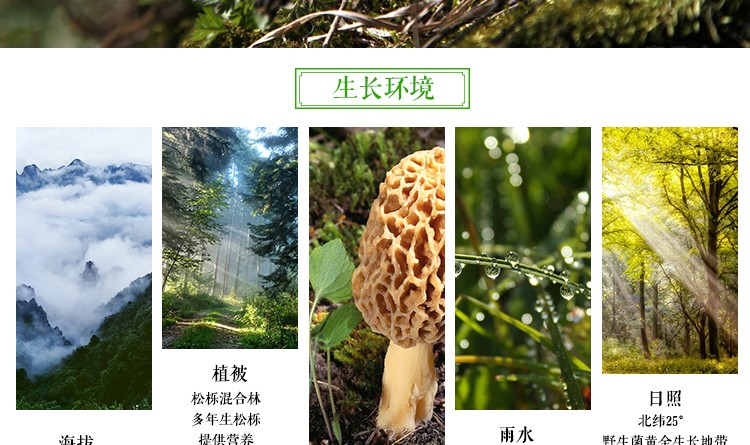 生长环境
海拔
植被
松栎混合林
多年生松栎
提供营养
雨水
日照
北纬25°
野生菌黄金生长地带